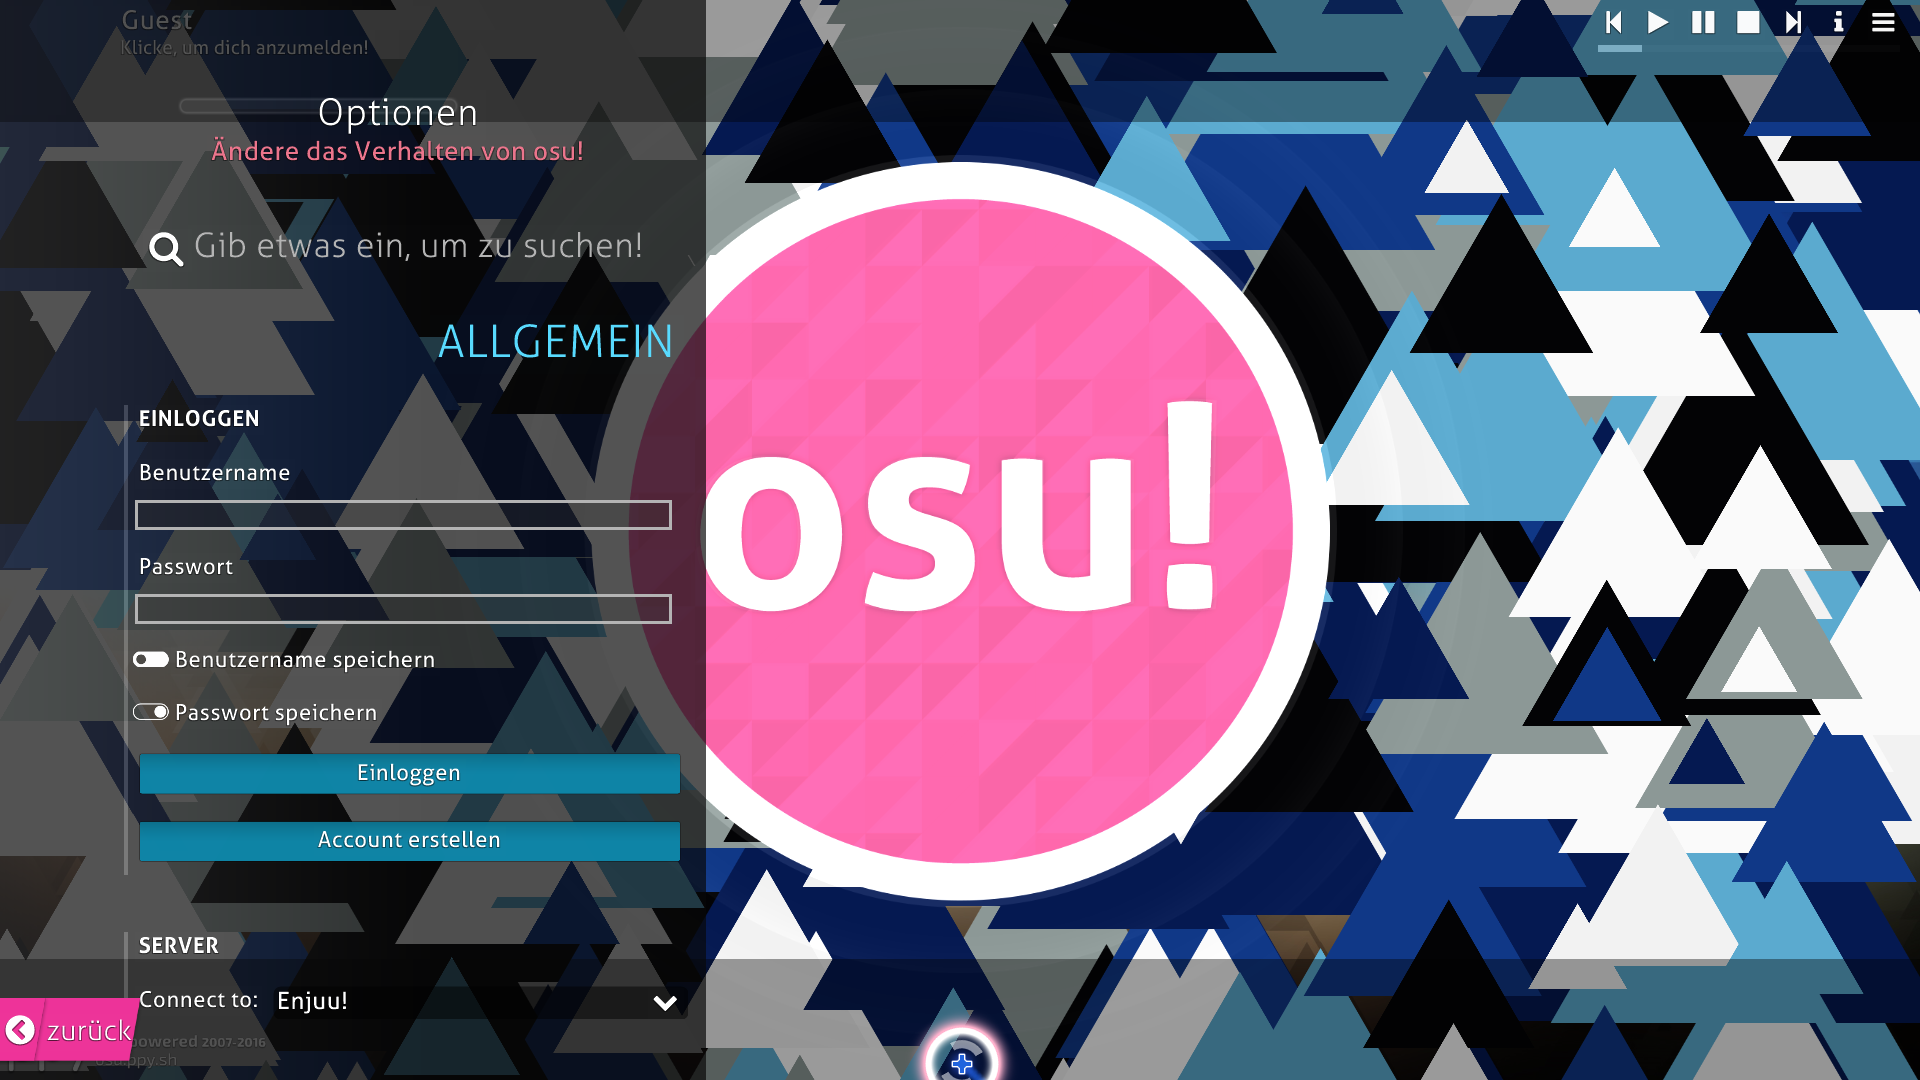 Guest
Klicke, um dich anzumelden!
Optionen
Ändere das Verhalten von osu!
Gib etwas ein, um zu suchen!
ALLGEMEIN
EINLOGGEN
Benutzername
Passwort
Benutzername speichern
Passwort speichern
Einloggen
Account erstellen
SERVER
Connect to: Enjuu!
zurück
powered 2007-2016
osu.ppy.sh
osu!